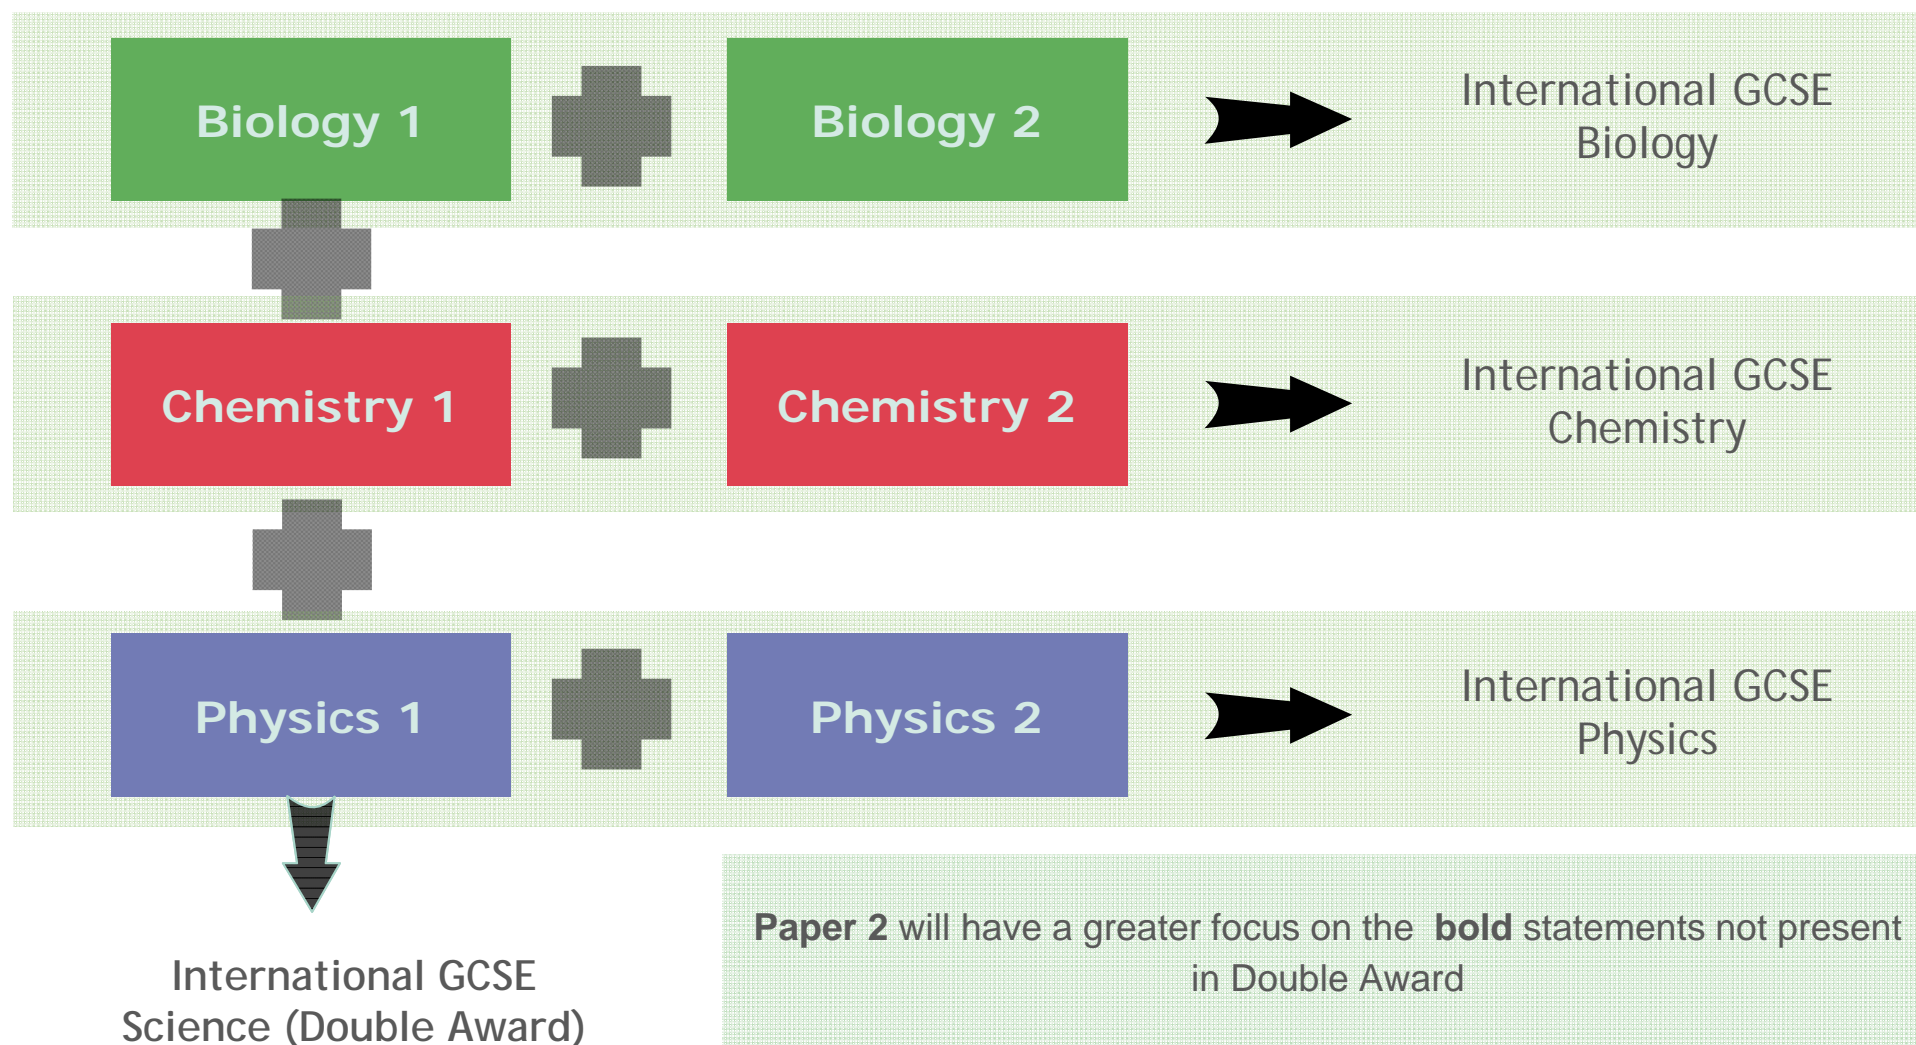 Biology 1
Biology 2
International GCSE
Biology
Chemistry 1
Chemistry 2
International GCSE
Chemistry
Physics 1
Physics 2
International GCSE
Physics
International GCSE
Science (Double Award)
Paper 2 will have a greater focus on the bold statements not present
in Double Award